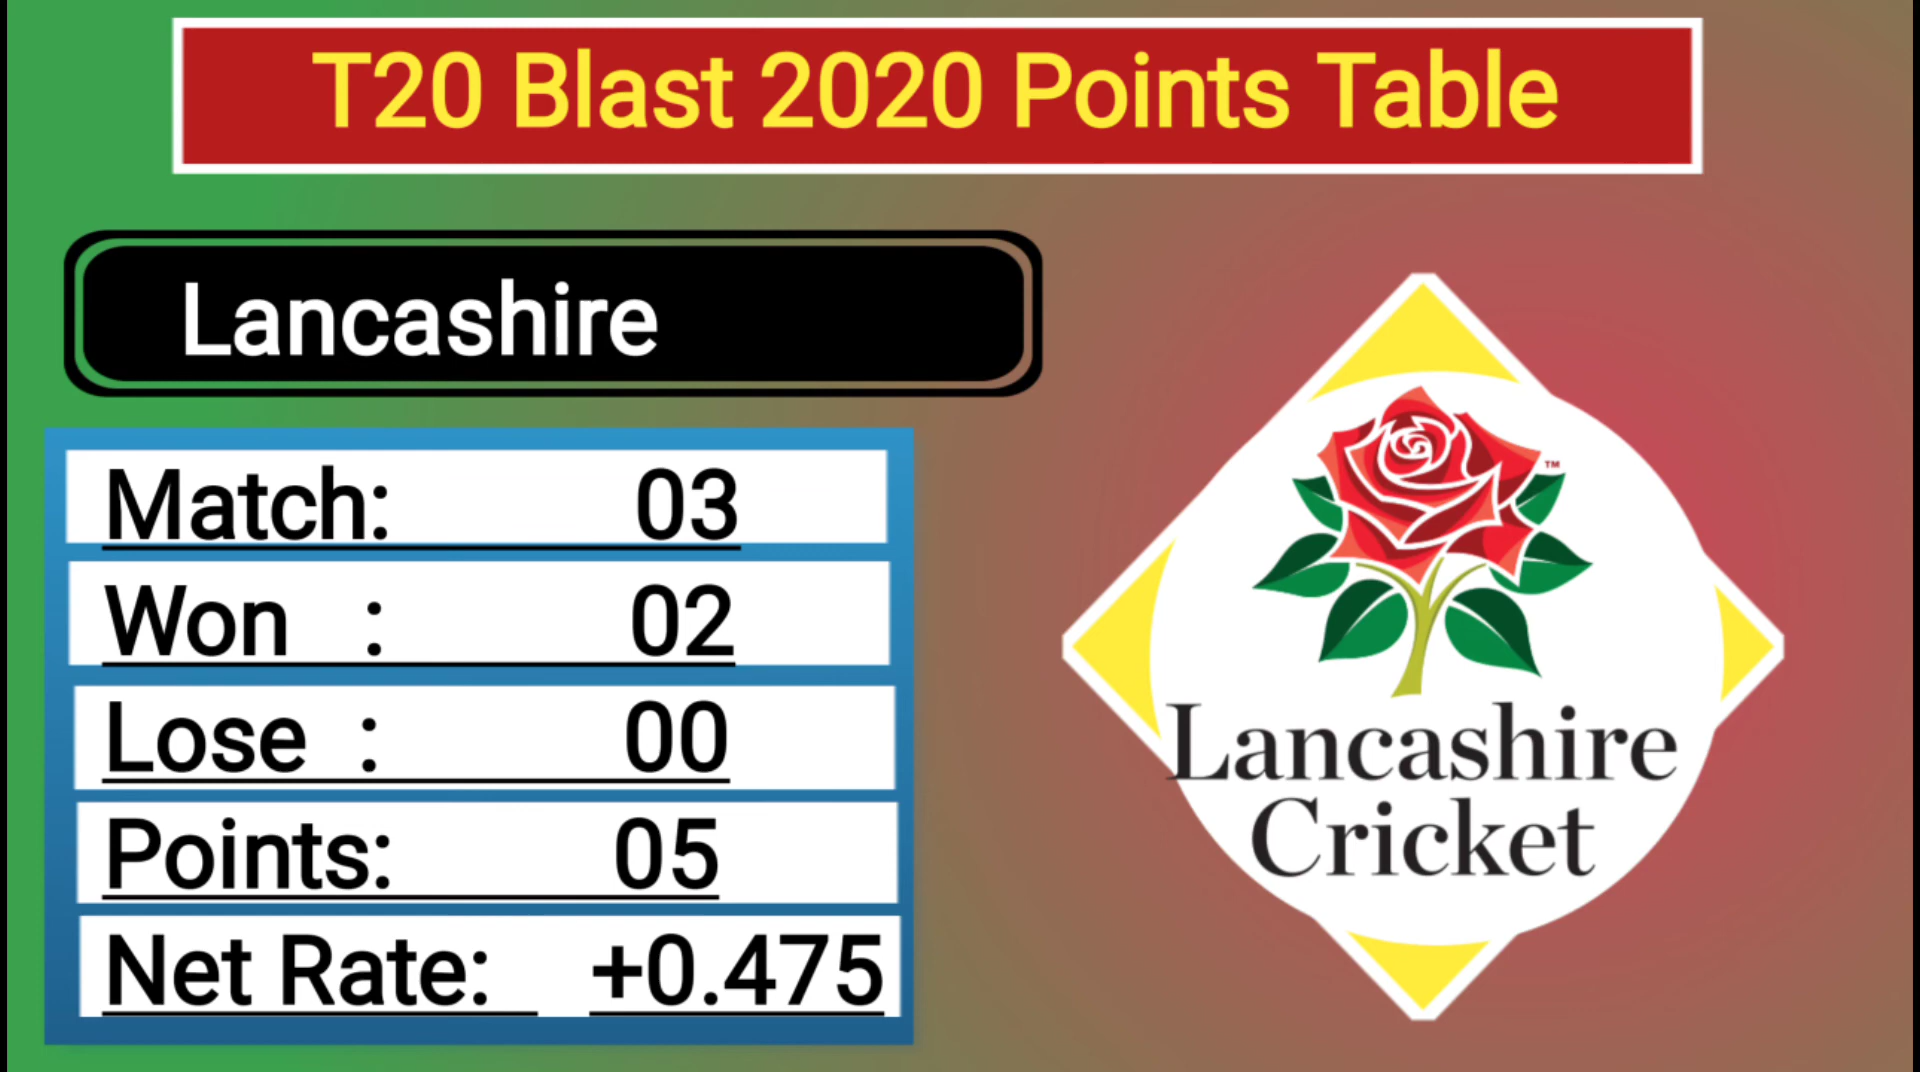 T20 Blast 2020 Points Table
Lancashire
Match: 03
Won : 02
Lose : 00
Points: 05
Net Rate: +0.475
TM
Lancashire
Cricket